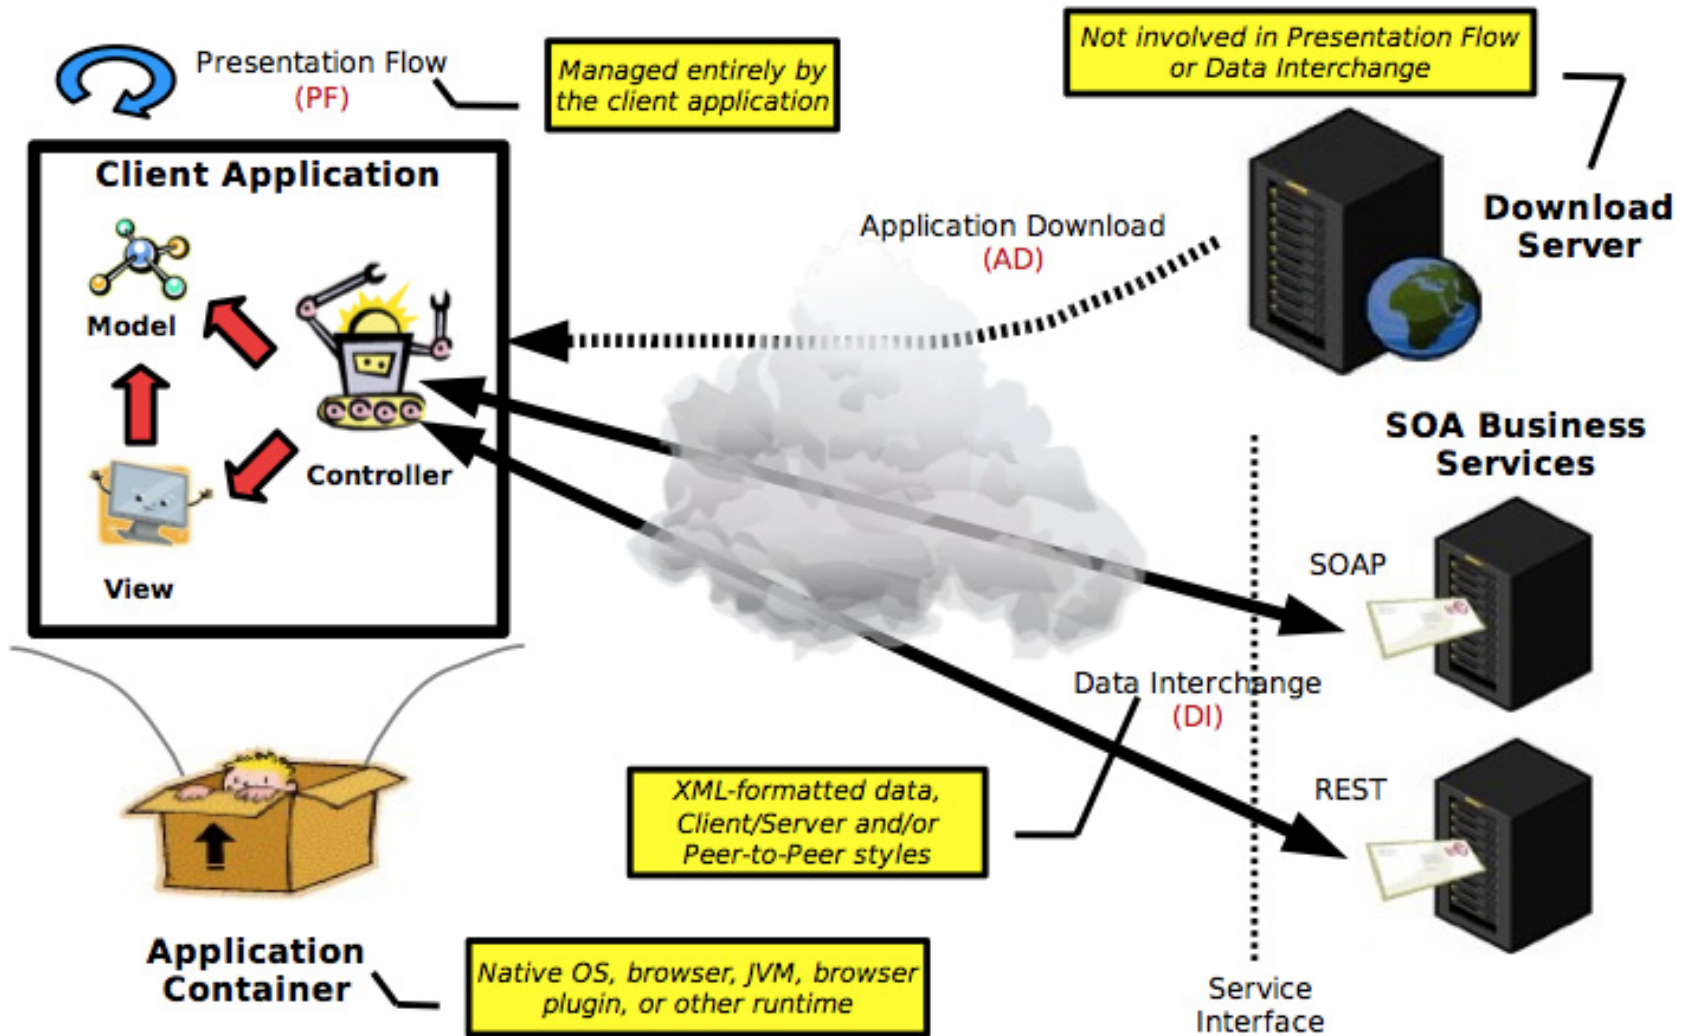 Presentation Flow
(PF)
Managed entirely by
the client application
Not involved in Presentation Flow
or Data Interchange
Client Application
Model
Controller
View
Application Download
(AD)
Download
Server
SOA Business
Services
SOAP
Data Interchange
(DI)
REST
XML-formatted data,
Client/Server and/or
Peer-to-Peer styles
Application
Container
Native OS, browser, JVM, browser
plugin, or other runtime
Service
Interface